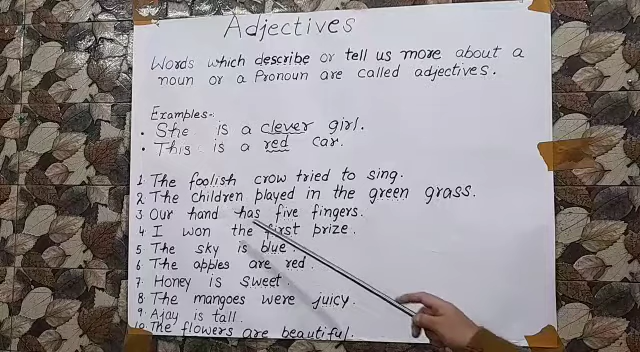 Adjectives
Words which describe or tell us more about a
noun or a Pronoun are called adjectives.
Examples:-
• She is a clever girl.
• This is a red car.
1 The foolish crow tried to sing.
2 The children played in the green grass.
3 Our hand has five fingers.
4 I won the first prize.
5 The sky is blue
6 The apples are red.
7 Honey is sweet.
8 The mangoes were juicy.
9 Ajay is tall.
10 The flowers are beautiful.